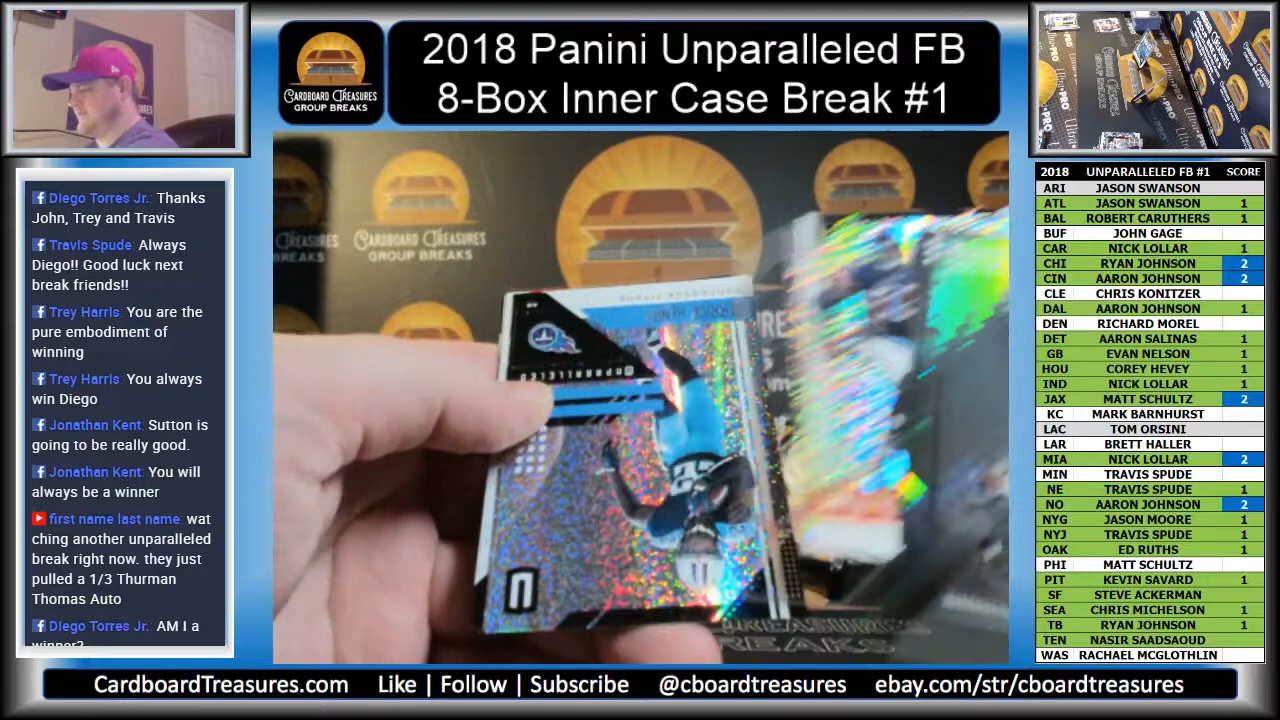 2018 Panini Unparalleled FB
8-Box Inner Case Break #1
CARDBOARD TREASURES
GROUP BREAKS
Diego Torres Jr.: Thanks
John, Trey and Travis
Travis Spude: Always
Diego!! Good luck next
break friends!!
Trey Harris: You are the
pure embodiment of
winning
Trey Harris: You always
win Diego
Jonathan Kent: Sutton is
going to be really good.
Jonathan Kent: You will
always be a winner
first name last name: wat
ching another unparalleled
break right now. they just
pulled a 1/3 Thurman
Thomas Auto
Diego Torres Jr.: AM I a
winner?
CARDBOARD TREASURES
GROUP BREAKS
UNPARALLELED
U
2018 UNPARALLELED FB #1 SCORE
ARI JASON SWANSON
ATL JASON SWANSON 1
BAL ROBERT CARUTHERS 1
BUF JOHN GAGE
CAR NICK LOLLAR 1
CHI RYAN JOHNSON 2
CIN AARON JOHNSON 2
CLE CHRIS KONITZER
DAL AARON JOHNSON 1
DEN RICHARD MOREL
DET AARON SALINAS 1
GB EVAN NELSON 1
HOU COREY HEVEY 1
IND NICK LOLLAR 1
JAX MATT SCHULTZ 2
KC MARK BARNHURST
LAC TOM ORSINI
LAR BRETT HALLER
MIA NICK LOLLAR 2
MIN TRAVIS SPUDE
NE TRAVIS SPUDE 1
NO AARON JOHNSON 2
NYG JASON MOORE 1
NYJ TRAVIS SPUDE 1
OAK ED RUTHS 1
PHI MATT SCHULTZ
PIT KEVIN SAVARD 1
SF STEVE ACKERMAN
SEA CHRIS MICHELSON 1
TB RYAN JOHNSON 1
TEN NASIR SAADSAOUD
WAS RACHAEL MCGLOTHLIN
CardboardTreasures.com Like | Follow | Subscribe @cboardtreasures ebay.com/str/cboardtreasures